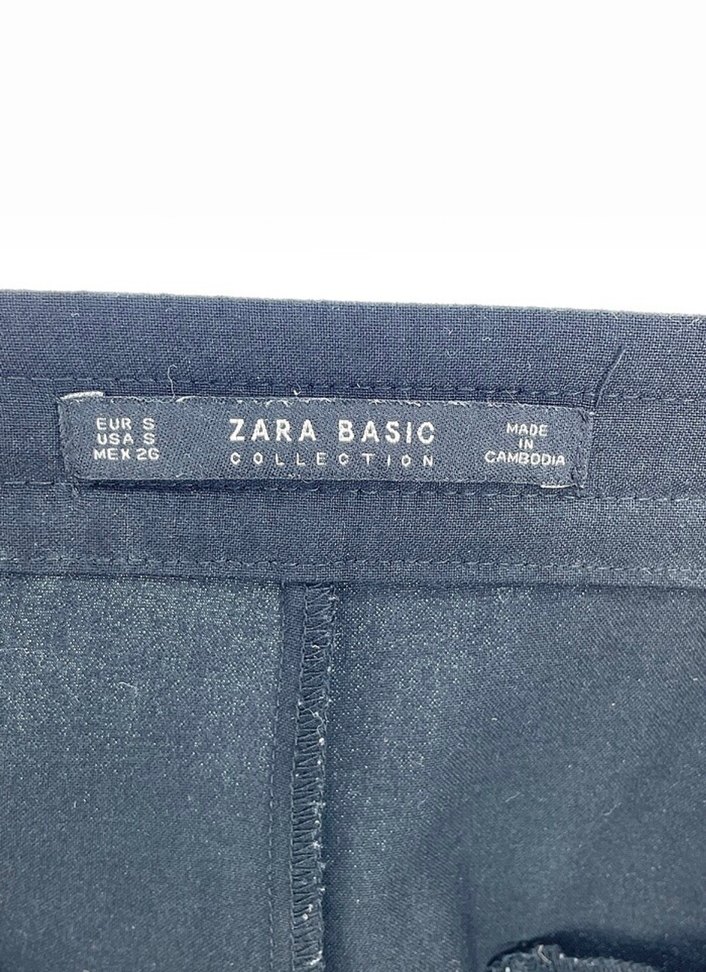 EUR S
USA S
MEX 26
ZARA BASIC
COLLECTION
MADE
IN
CAMBODIA